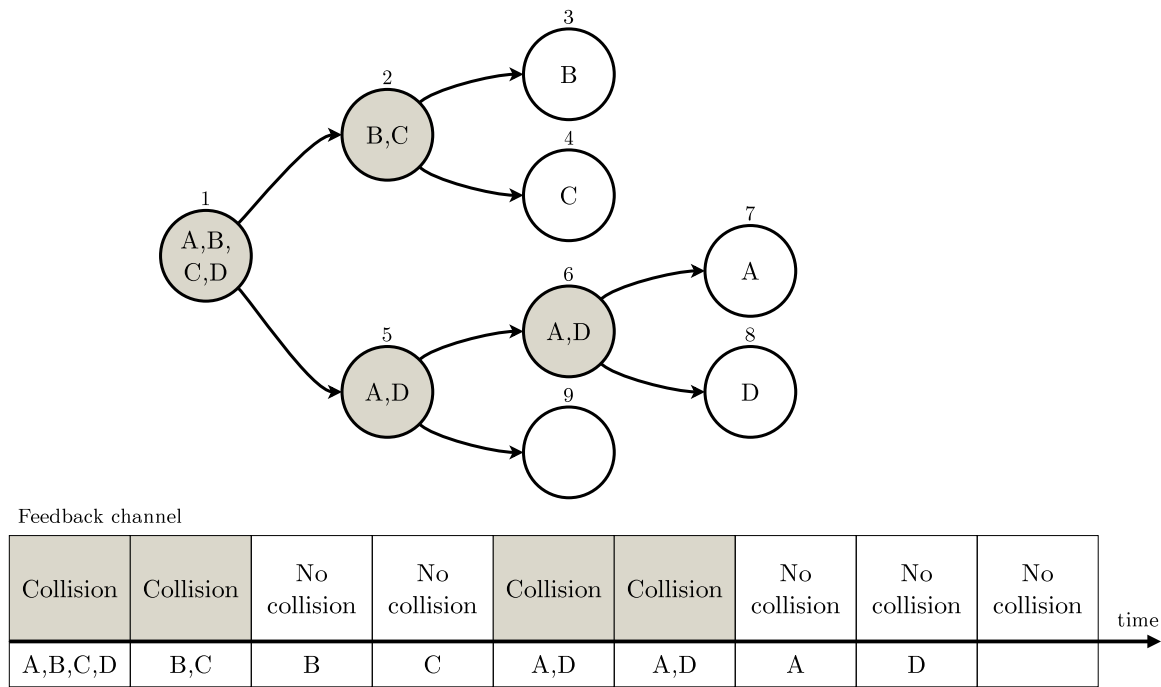 3
B
2
B,C
4
C
1
A,B,
C,D
7
A
6
A,D
5
A,D
8
D
9
Feedback channel
Collision
Collision
No
collision
No
collision
Collision
Collision
No
collision
No
collision
No
collision
time
A,B,C,D
B,C
B
C
A,D
A,D
A
D